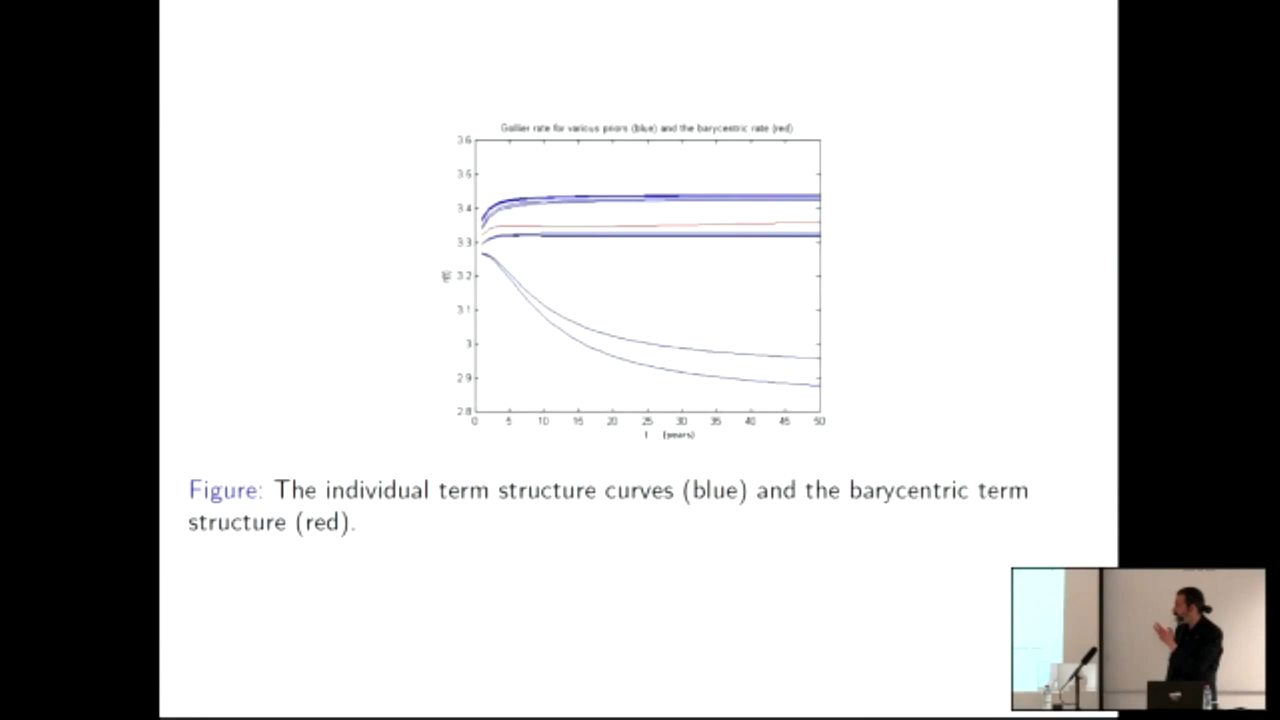 Gollier rate for various priors (blue) and the barycentric rate (red)
3.6
3.5
3.4
3.3
3.2
3.1
3
2.9
2.8
r(t)
0 5 10 15 20 25 30 35 40 45 50
t (years)
Figure: The individual term structure curves (blue) and the barycentric term
structure (red).